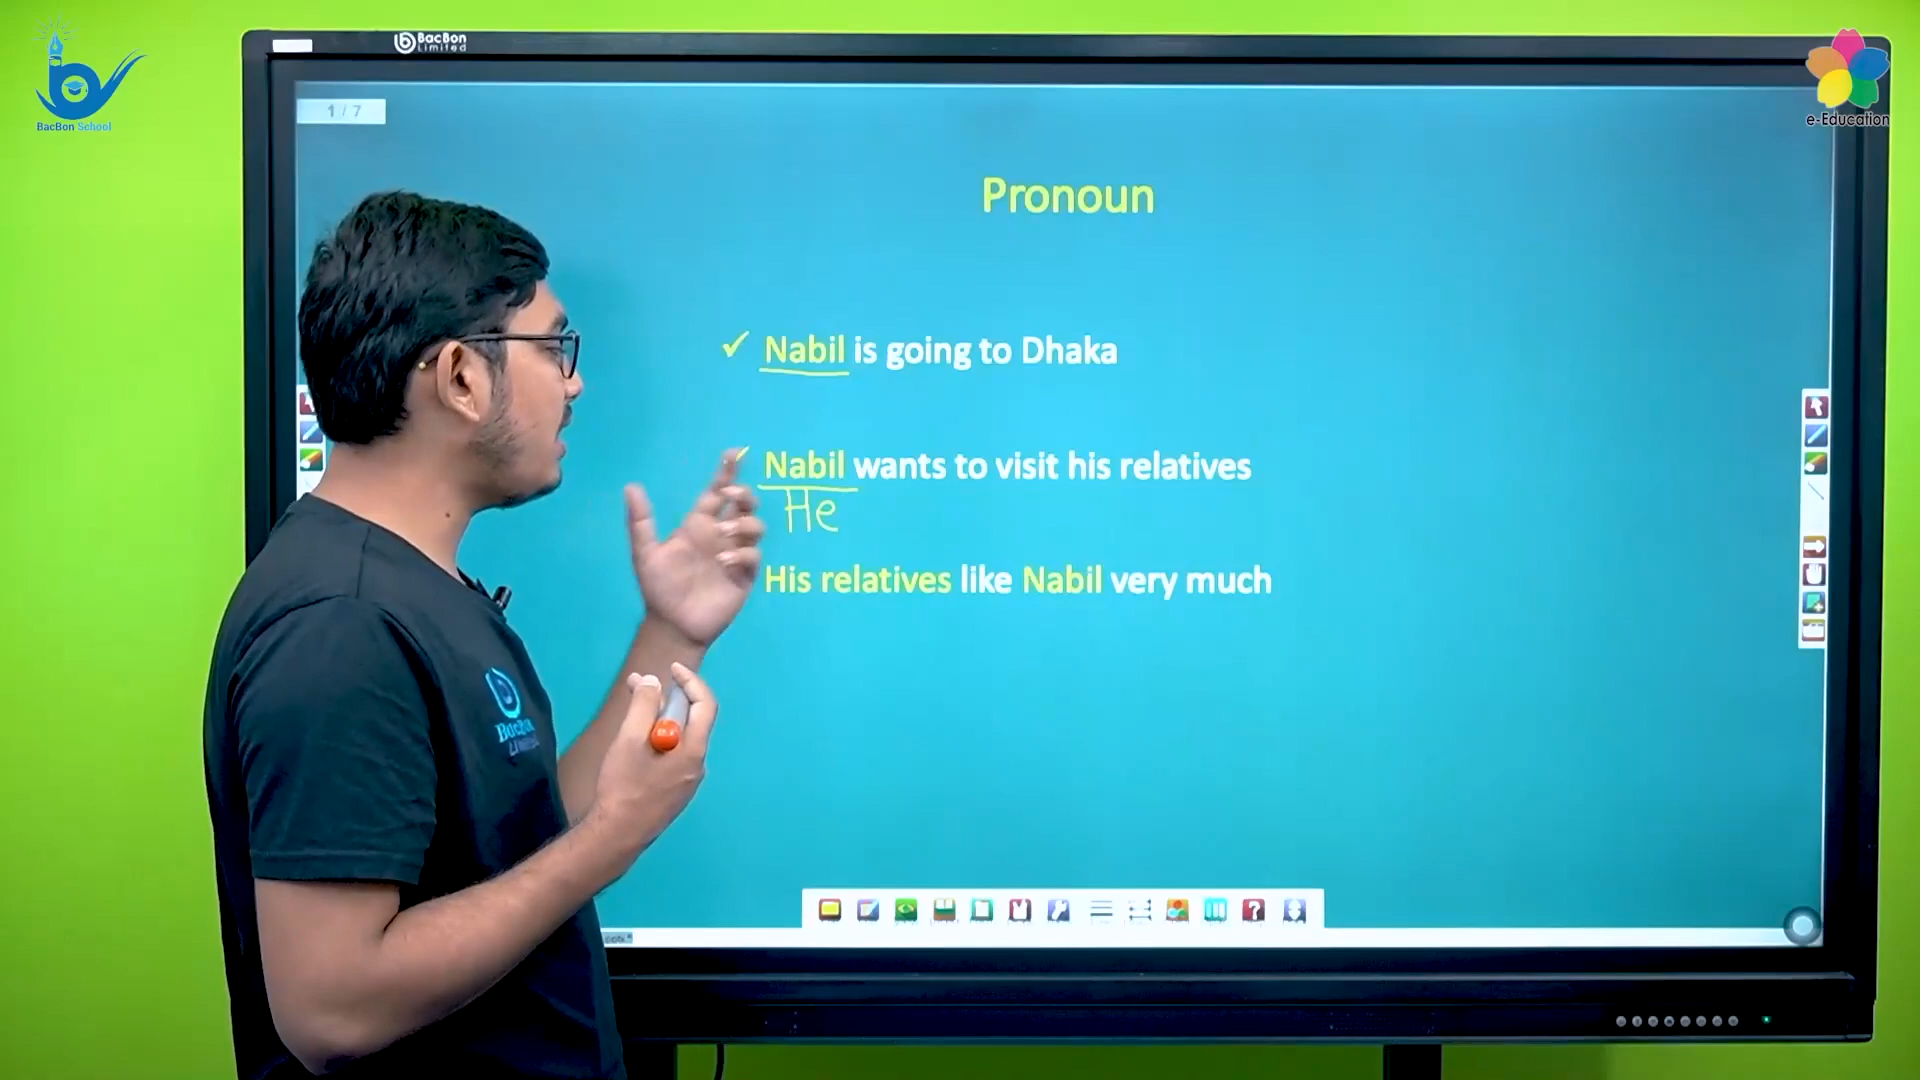 BacBon
Limited
BacBon School
e-Education
1 / 7
Pronoun
✓ Nabil is going to Dhaka
✓ Nabil wants to visit his relatives
He
His relatives like Nabil very much
BacBon